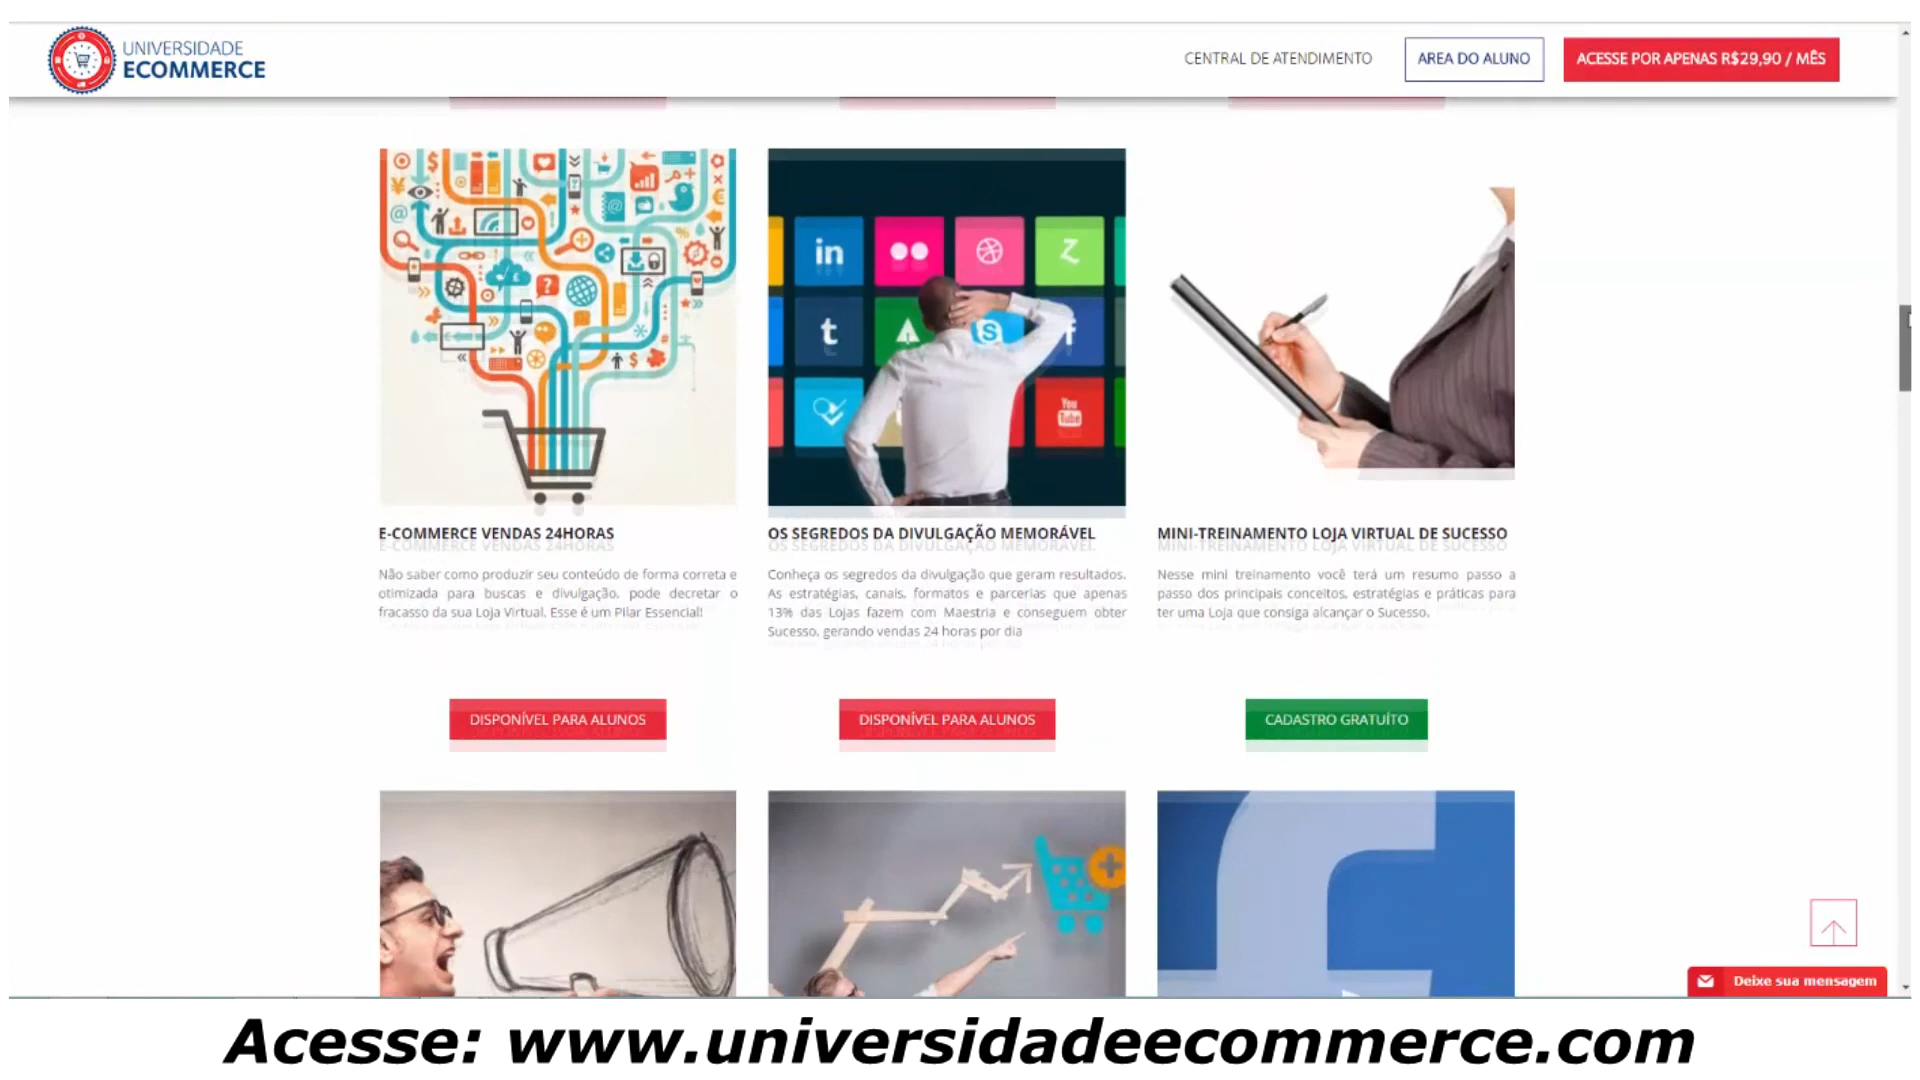 UNIVERSIDADE
ECOMMERCE
CENTRAL DE ATENDIMENTO
AREA DO ALUNO
ACESSE POR APENAS R$29,90 / MÊS
in
Z
t
S
f
You
Tube
E-COMMERCE VENDAS 24HORAS
Não saber como produzir seu conteúdo de forma correta e
otimizada para buscas e divulgação, pode decretar o
fracasso da sua Loja Virtual. Esse é um Pilar Essencial!
DISPONÍVEL PARA ALUNOS
OS SEGREDOS DA DIVULGAÇÃO MEMORÁVEL
Conheça os segredos da divulgação que geram resultados.
As estratégias, canais, formatos e parcerias que apenas
13% das Lojas fazem com Maestria e conseguem obter
Sucesso, gerando vendas 24 horas por dia
DISPONÍVEL PARA ALUNOS
MINI-TREINAMENTO LOJA VIRTUAL DE SUCESSO
Nesse mini treinamento você terá um resumo passo a
passo dos principais conceitos, estratégias e práticas para
ter uma Loja que consiga alcançar o Sucesso.
CADASTRO GRATUÍTO
Deixe sua mensagem
Acesse: www.universidadeecommerce.com